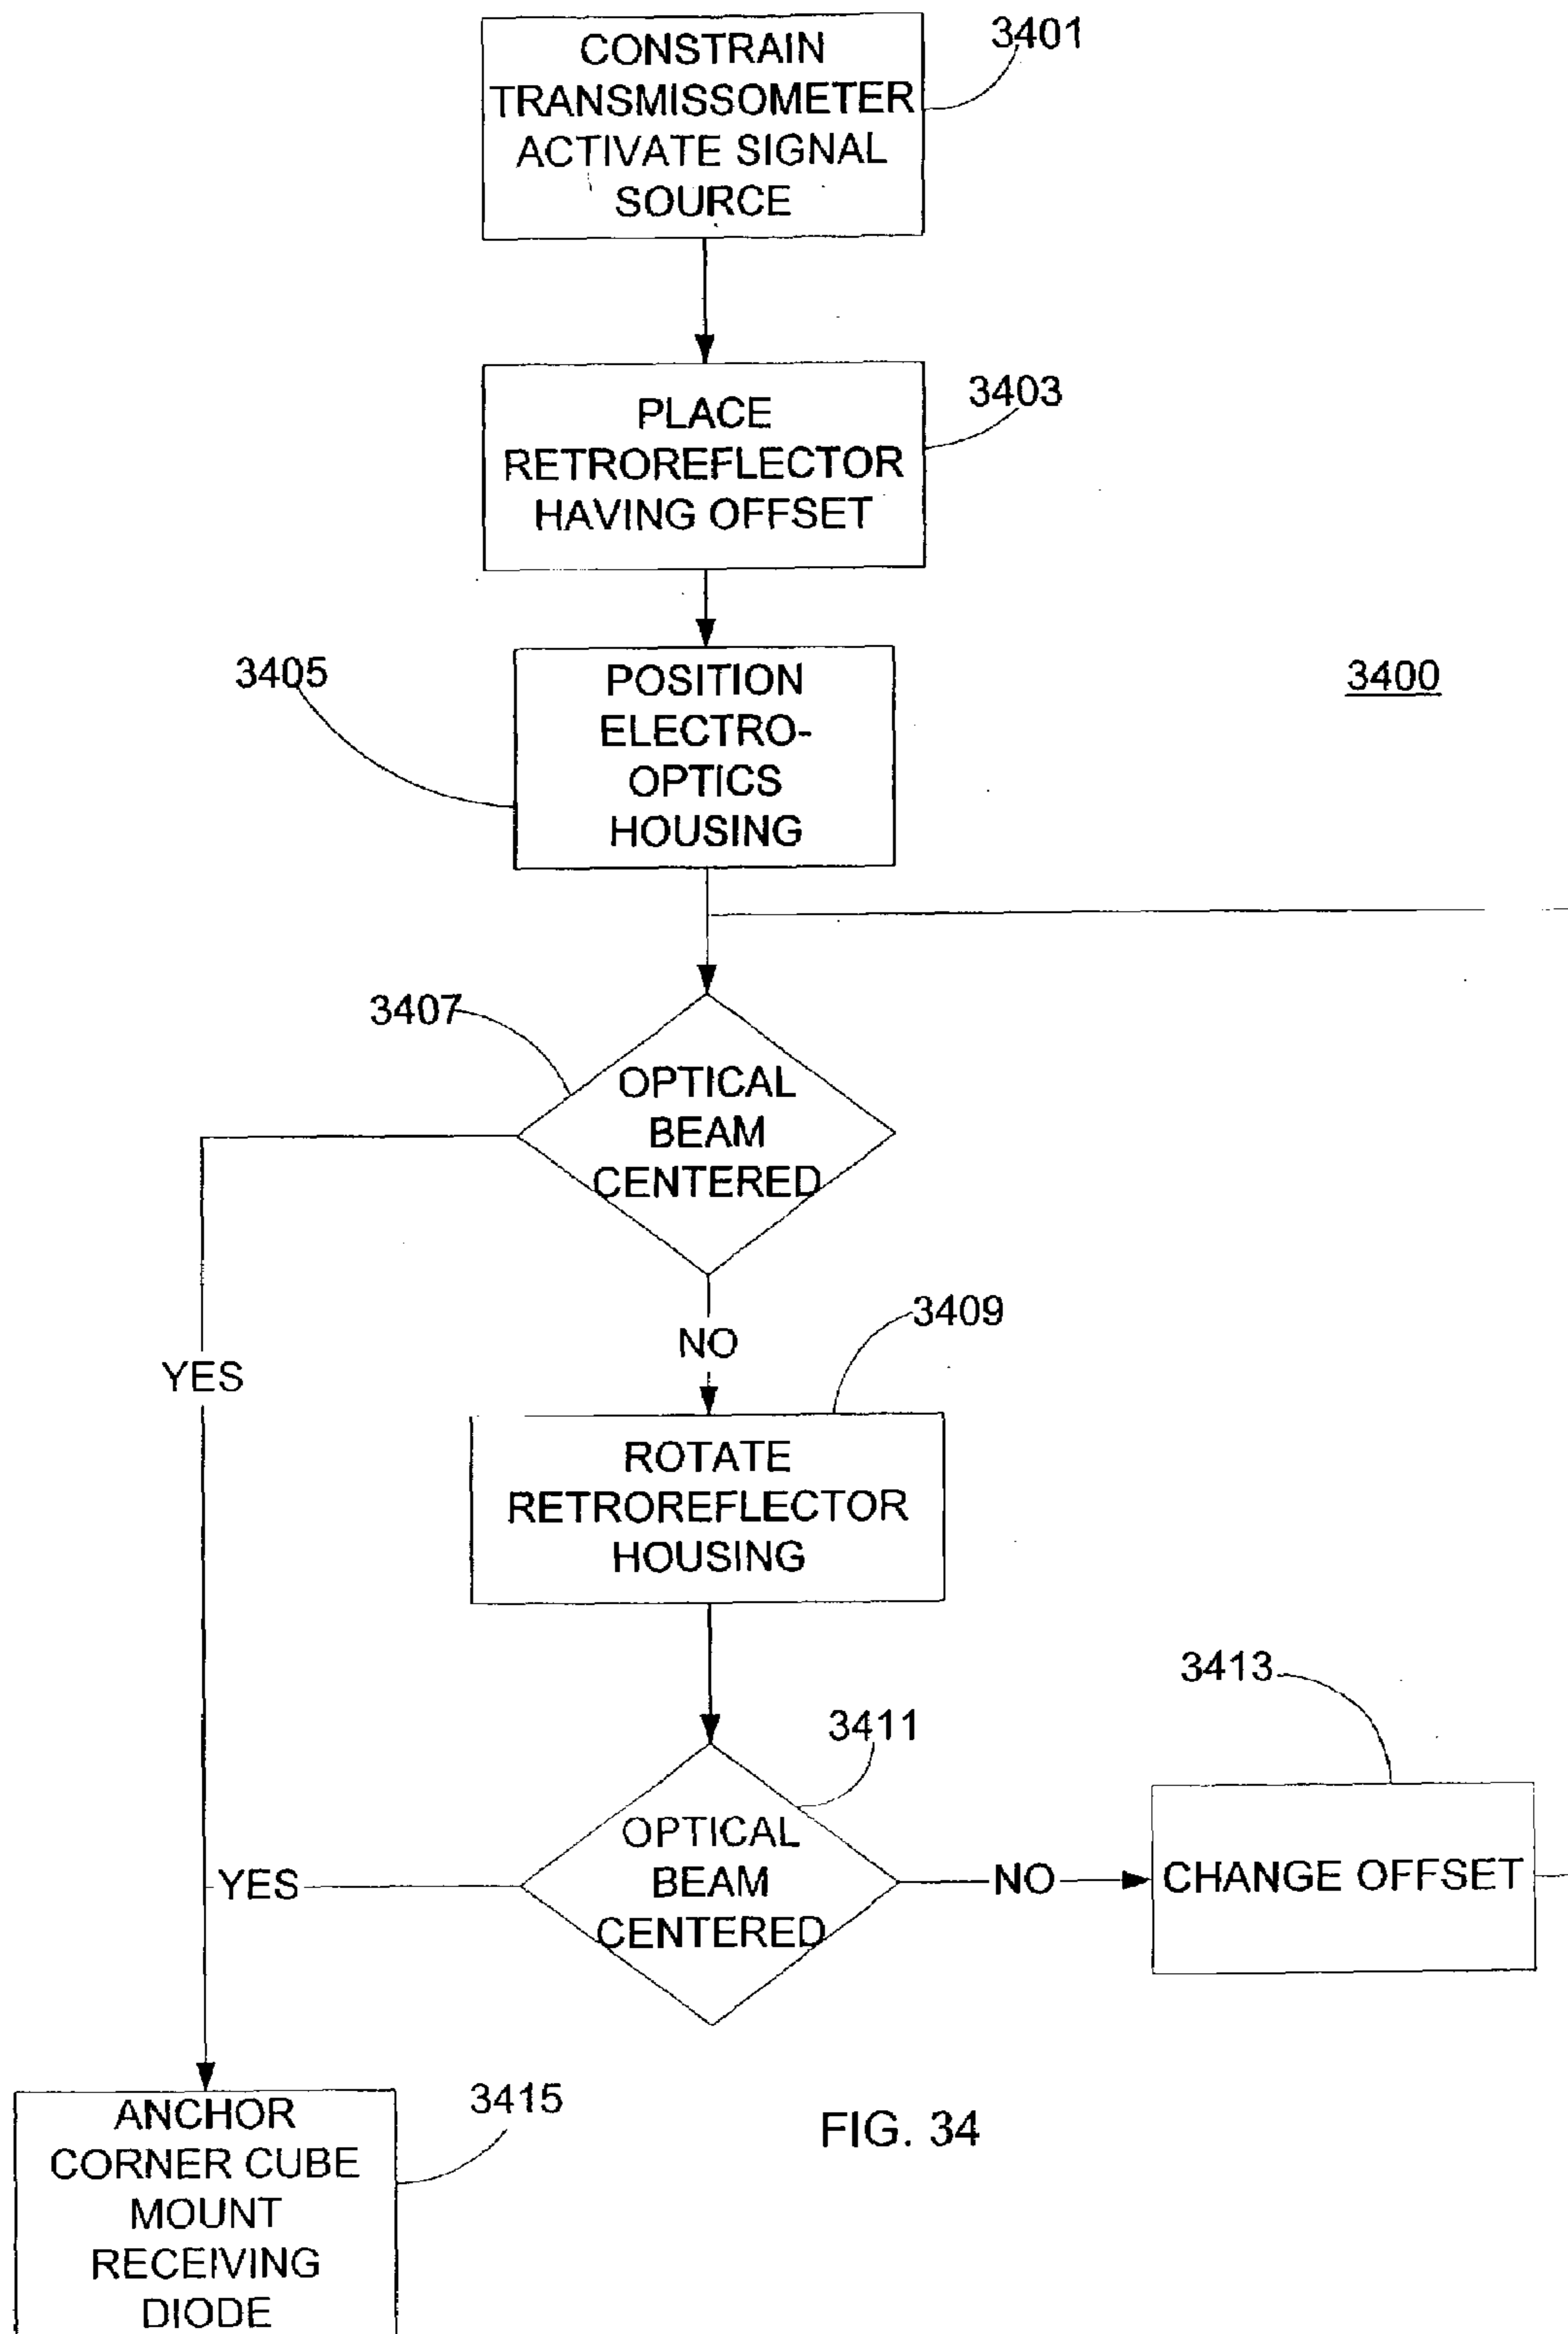 CONSTRAIN
TRANSMISSOMETER
ACTIVATE SIGNAL
SOURCE
3401
PLACE
RETROREFLECTOR
HAVING OFFSET
3403
POSITION
ELECTRO-
OPTICS
HOUSING
3405
3400
OPTICAL
BEAM
CENTERED
3407
YES
NO
ROTATE
RETROREFLECTOR
HOUSING
3409
OPTICAL
BEAM
CENTERED
3411
YES
NO
CHANGE OFFSET
3413
ANCHOR
CORNER CUBE
MOUNT
RECEIVING
DIODE
3415
FIG. 34